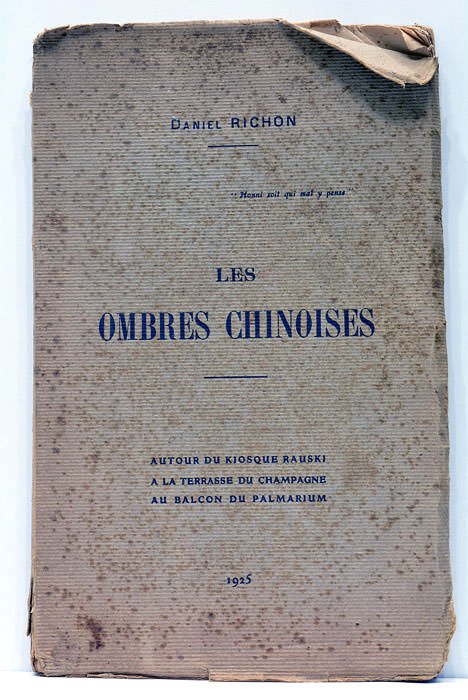 DANIEL RICHON
"Honni soit qui mal y pense"
LES
OMBRES CHINOISES
AUTOUR DU KIOSQUE RAUSKI
A LA TERRASSE DU CHAMPAGNE
AU BALCON DU PALMARIUM
1925